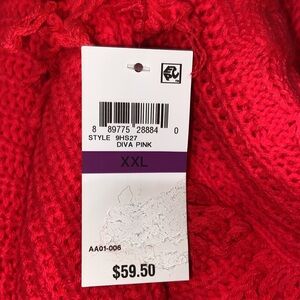 8 89775 28884 0
STYLE 9HS27
DIVA PINK
XXL
AA01-006
$59.50